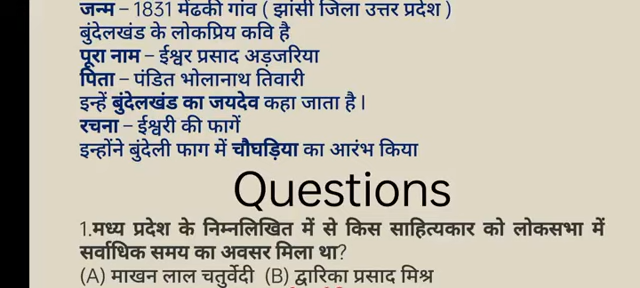 जन्म – 1831 मेंढकी गांव ( झांसी जिला उत्तर प्रदेश )
बुंदेलखंड के लोकप्रिय कवि है
पूरा नाम – ईश्वर प्रसाद अड़जरिया
पिता – पंडित भोलानाथ तिवारी
इन्हें बुंदेलखंड का जयदेव कहा जाता है।
रचना – ईश्वरी की फागें
इन्होंने बुंदेली फाग में चौघड़िया का आरंभ किया
Questions
1.मध्य प्रदेश के निम्नलिखित में से किस साहित्यकार को लोकसभा में
सर्वाधिक समय का अवसर मिला था?
(A) माखन लाल चतुर्वेदी (B) द्वारिका प्रसाद मिश्र